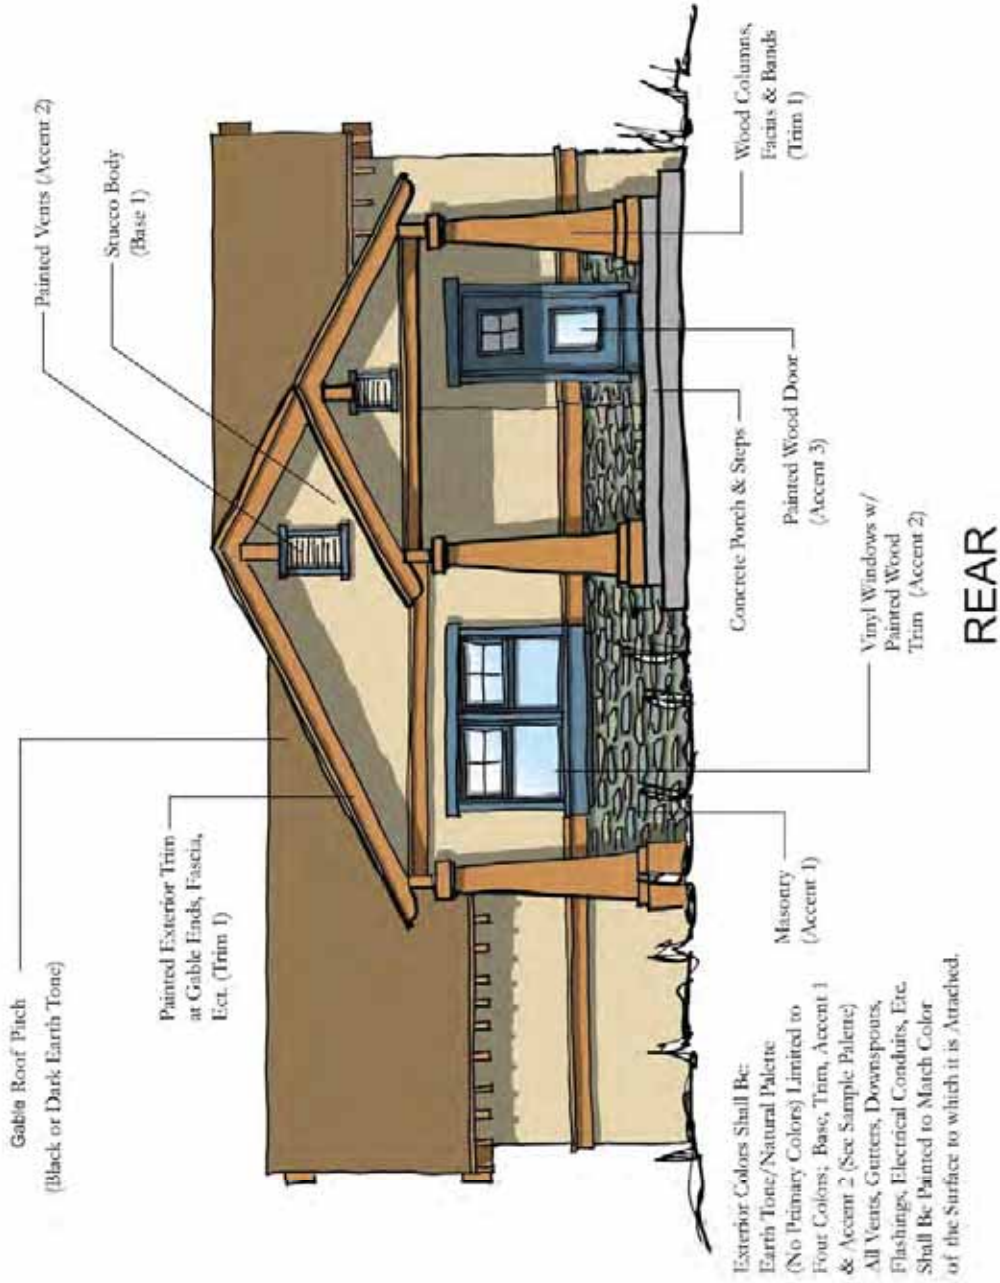 Gable Roof Pitch
(Black or Dark Earth Tone)
Painted Exterior Trim
at Gable Ends, Fascia,
Ect. (Trim 1)
Painted Vents (Accent 2)
Stucco Body
(Base 1)
Exterior Colors Shall Be:
Earth Tone/Natural Palette
(No Primary Colors) Limited to
Four Colors; Base, Trim, Accent 1
& Accent 2 (See Sample Palette)
All Vents, Gutters, Downspouts,
Flashings, Electrical Conduits, Etc.
Shall Be Painted to Match Color
of the Surface to which it is Attached.
Masonry
(Accent 1)
Vinyl Windows w/
Painted Wood
Trim (Accent 2)
Concrete Porch & Steps
Painted Wood Door
(Accent 3)
Wood Columns,
Facias & Bands
(Trim 1)
REAR